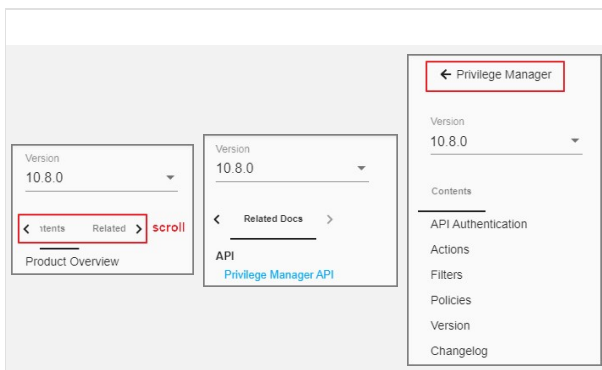 Version
10.8.0
ntents Related scroll
Product Overview
Version
10.8.0
Related Docs
API
Privilege Manager API
Privilege Manager
Version
10.8.0
Contents
API Authentication
Actions
Filters
Policies
Version
Changelog